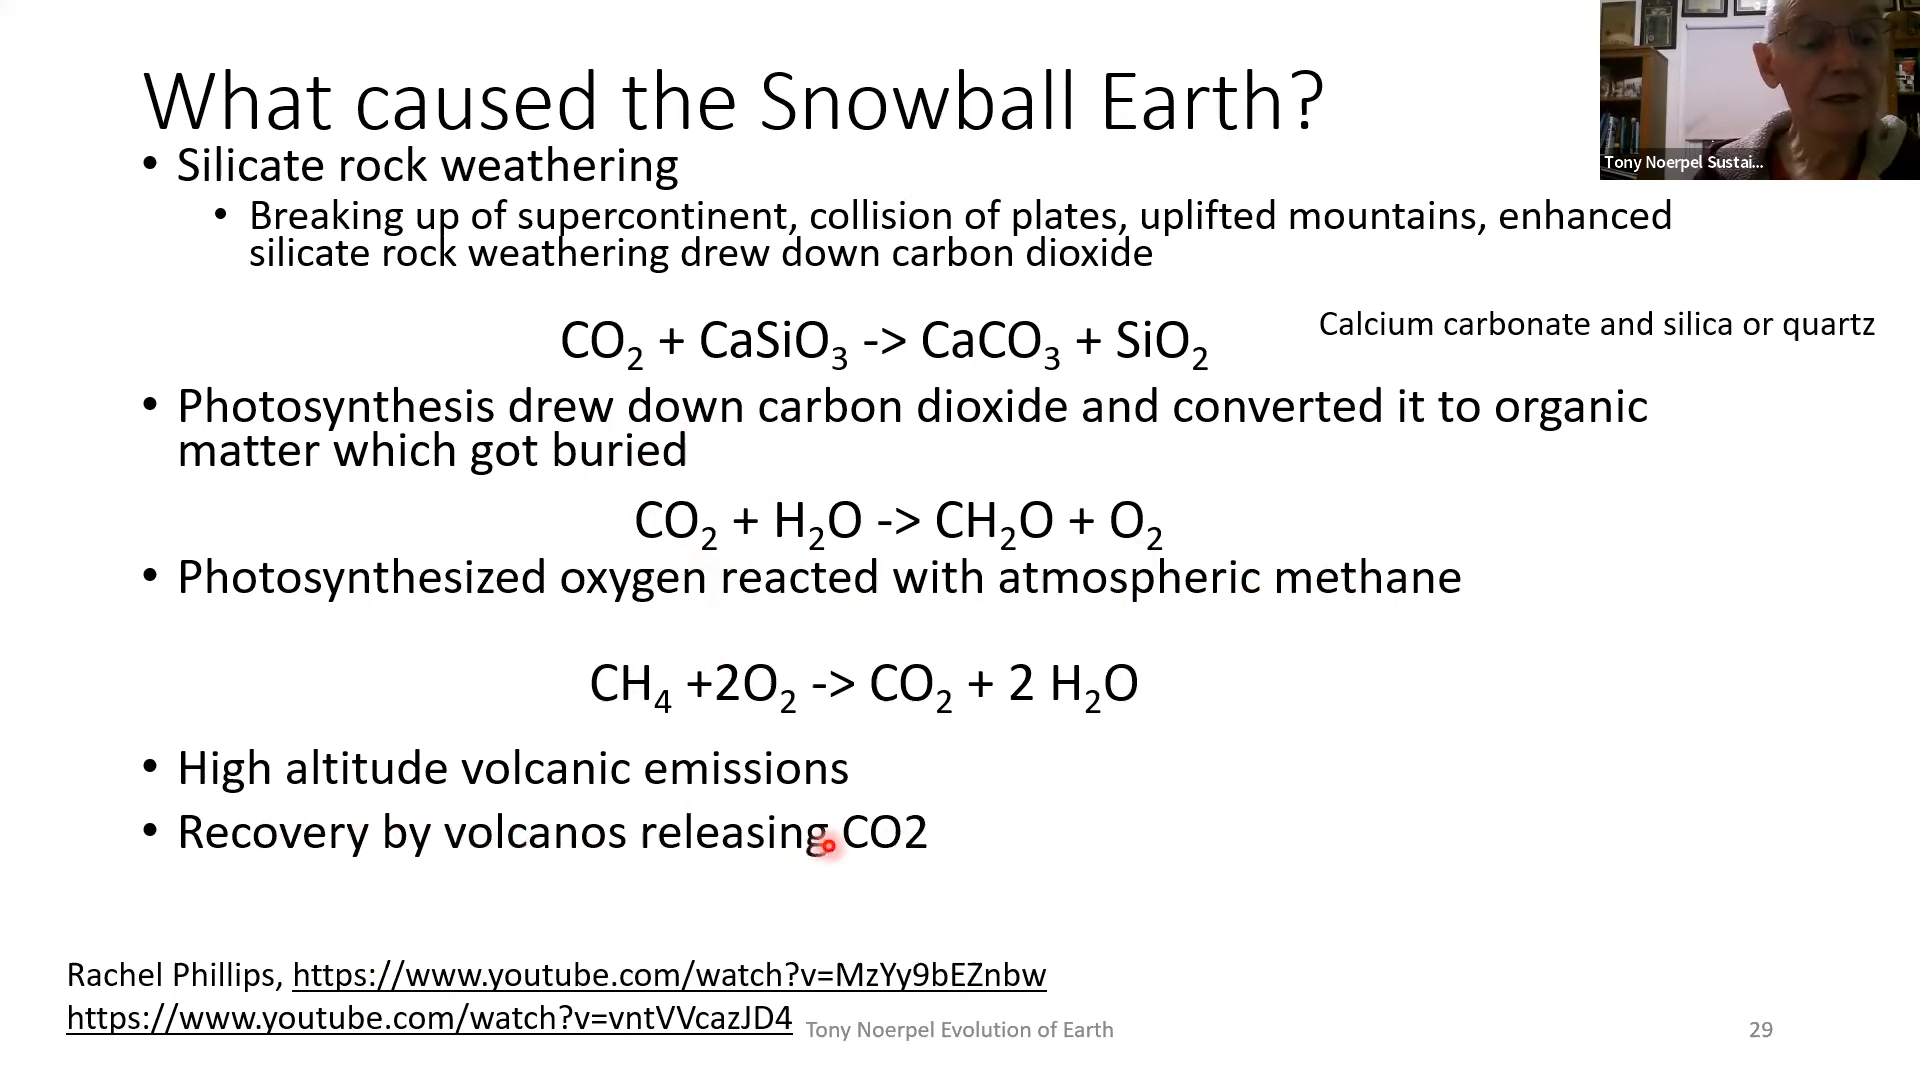 What caused the Snowball Earth?
Tony Noerpel Sustai...
• Silicate rock weathering
• Breaking up of supercontinent, collision of plates, uplifted mountains, enhanced
silicate rock weathering drew down carbon dioxide
CO₂ + CaSiO₃ -> CaCO₃ + SiO₂
Calcium carbonate and silica or quartz
• Photosynthesis drew down carbon dioxide and converted it to organic
matter which got buried
CO₂ + H₂O -> CH₂O + O₂
• Photosynthesized oxygen reacted with atmospheric methane
CH₄ +2O₂ -> CO₂ + 2 H₂O
• High altitude volcanic emissions
• Recovery by volcanos releasing CO2
Rachel Phillips, https://www.youtube.com/watch?v=MzYy9bEZnbw
https://www.youtube.com/watch?v=vntVVcazJD4
Tony Noerpel Evolution of Earth
29